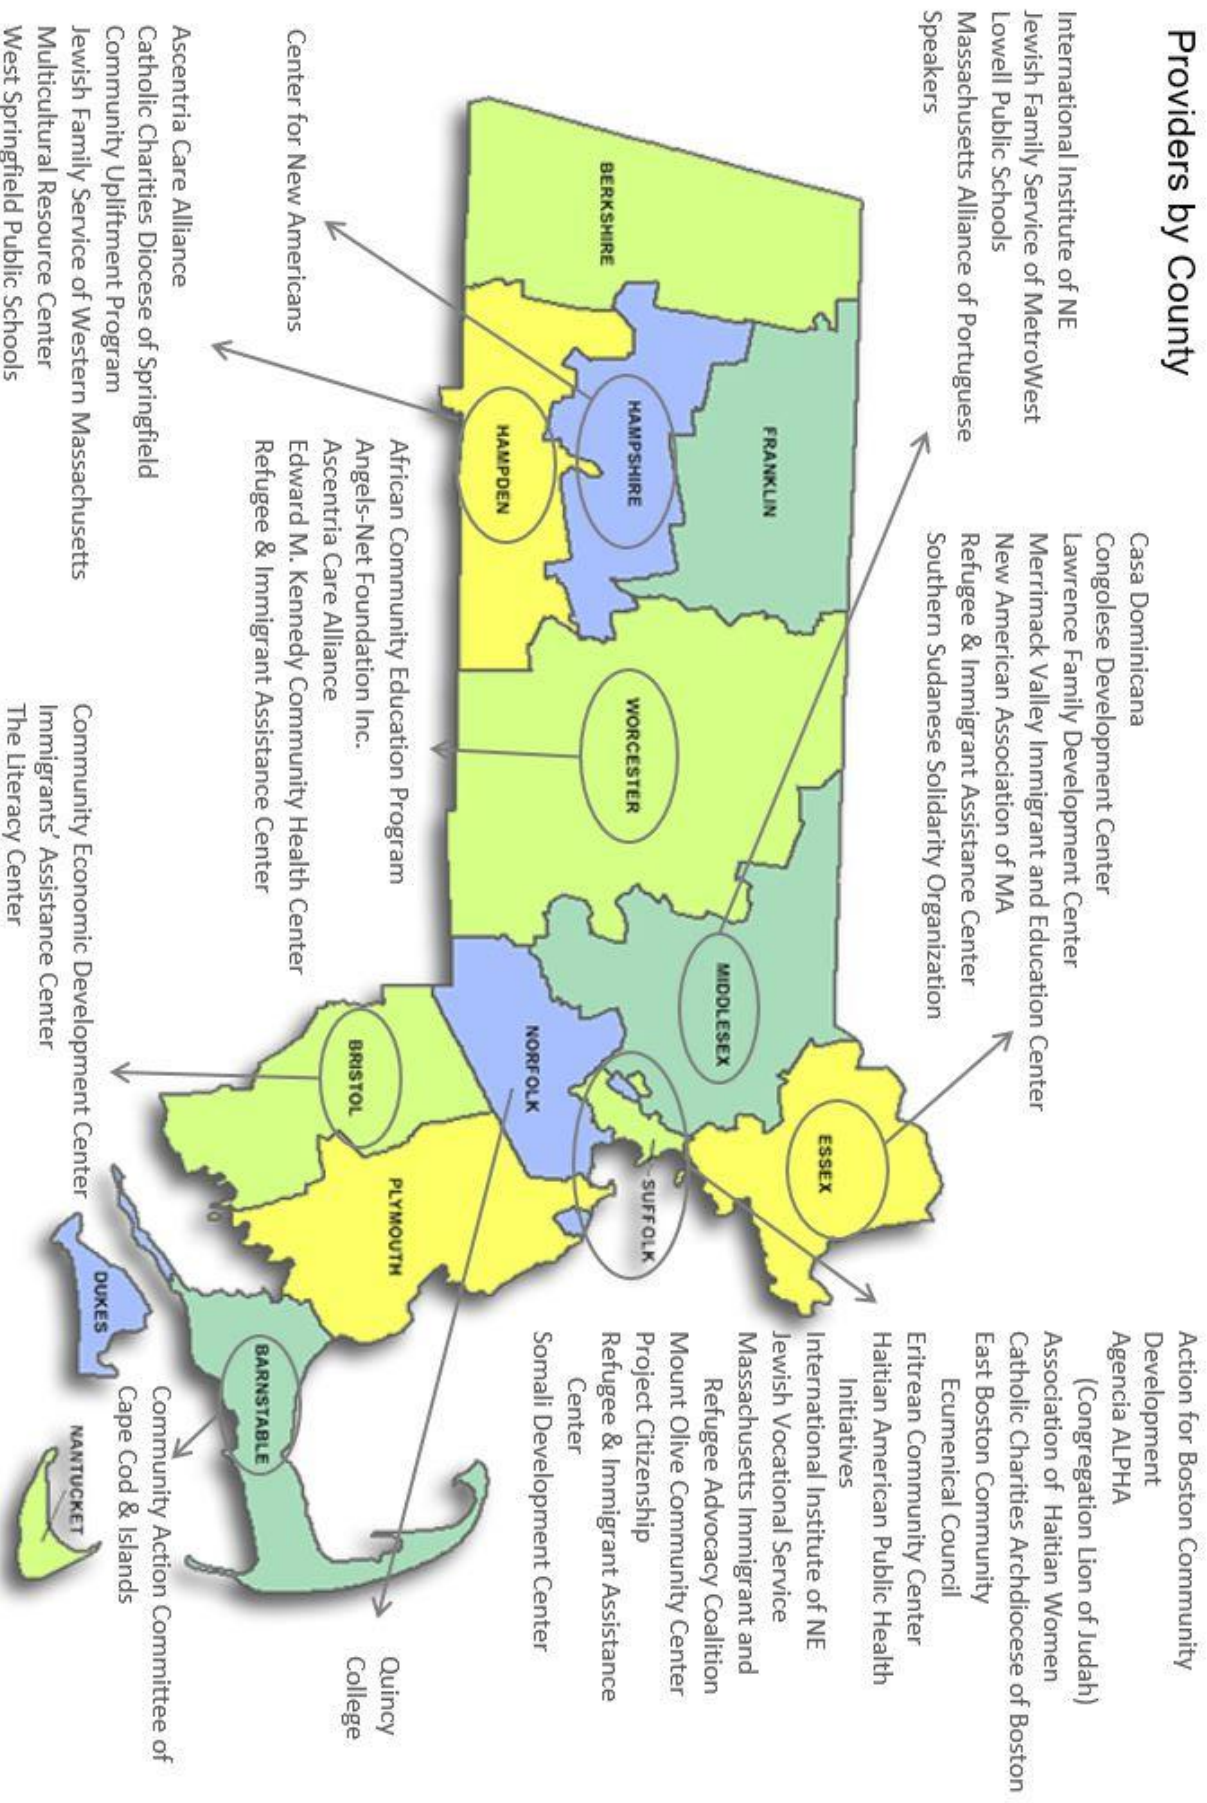 Providers by County
International Institute of NE
Jewish Family Service of MetroWest
Lowell Public Schools
Massachusetts Alliance of Portuguese
Speakers
Casa Dominicana
Congolese Development Center
Lawrence Family Development Center
Merrimack Valley Immigrant and Education Center
New American Association of MA
Refugee & Immigrant Assistance Center
Southern Sudanese Solidarity Organization
Action for Boston Community
Development
Agencia ALPHA
(Congregation Lion of Judah)
Association of Haitian Women
Catholic Charities Archdiocese of Boston
East Boston Community
Ecumenical Council
Eritrean Community Center
Haitian American Public Health
Initiatives
International Institute of NE
Jewish Vocational Service
Massachusetts Immigrant and
Refugee Advocacy Coalition
Mount Olive Community Center
Project Citizenship
Refugee & Immigrant Assistance
Center
Somali Development Center
BERKSHIRE
FRANKLIN
HAMPSHIRE
HAMPDEN
WORCESTER
MIDDLESEX
ESSEX
SUFFOLK
NORFOLK
BRISTOL
PLYMOUTH
BARNSTABLE
DUKES
NANTUCKET
Center for New Americans
Ascentria Care Alliance
Catholic Charities Diocese of Springfield
Community Upliftment Program
Jewish Family Service of Western Massachusetts
Multicultural Resource Center
West Springfield Public Schools
African Community Education Program
Angels-Net Foundation Inc.
Ascentria Care Alliance
Edward M. Kennedy Community Health Center
Refugee & Immigrant Assistance Center
Community Economic Development Center
Immigrants' Assistance Center
The Literacy Center
Quincy
College
Community Action Committee of
Cape Cod & Islands